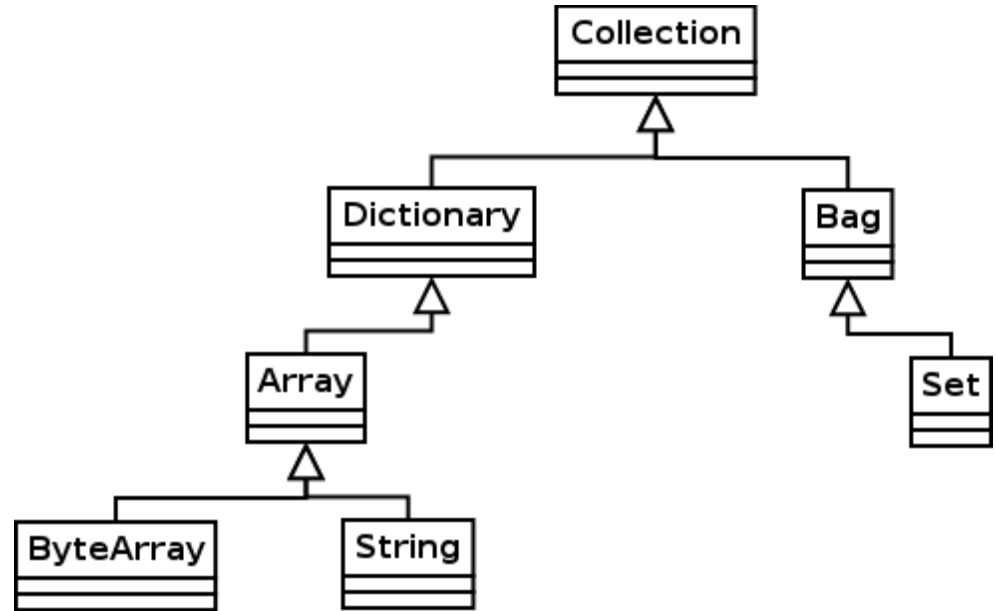 Collection
Dictionary
Bag
Array
Set
ByteArray
String